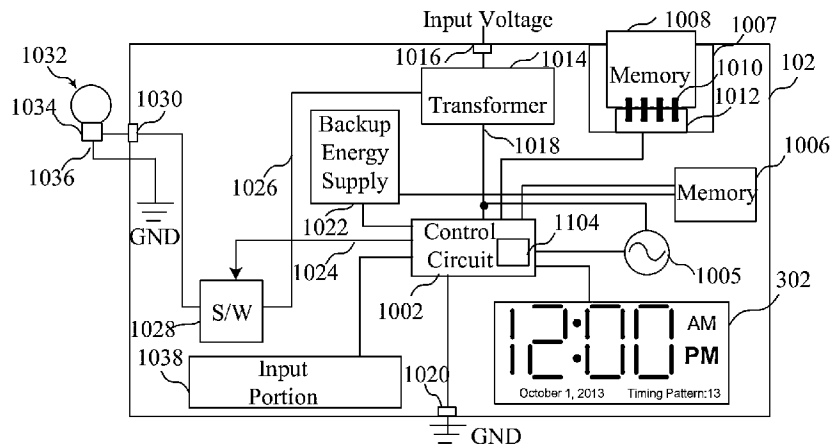 Input Voltage
1008
1007
1016
1014
1032
Memory
1010
102
1034
1030
Transformer
1012
Backup
Energy
Supply
1018
1006
1036
1026
Memory
1022
Control
Circuit
1104
GND
1024
1005
1002
302
S/W
1028
12:00 AM
PM
1038
Input
Portion
1020
October 1, 2013 Timing Pattern:13
GND